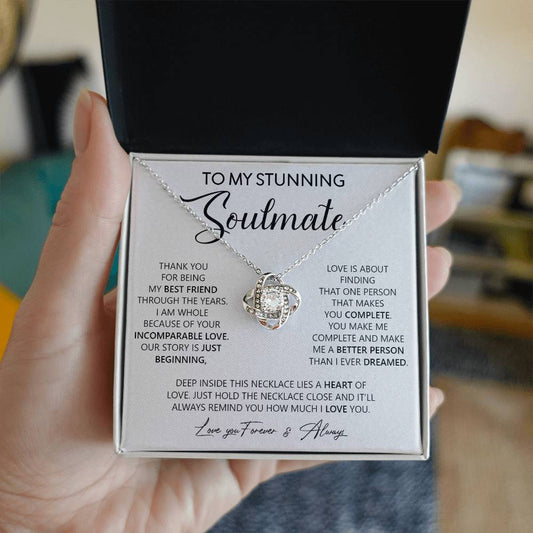 TO MY STUNNING
Soulmate
THANK YOU
FOR BEING
MY BEST FRIEND
THROUGH THE YEARS.
I AM WHOLE
BECAUSE OF YOUR
INCOMPARABLE LOVE.
OUR STORY IS JUST
BEGINNING,
LOVE IS ABOUT
FINDING
THAT ONE PERSON
THAT MAKES
YOU COMPLETE.
YOU MAKE ME
COMPLETE AND MAKE
ME A BETTER PERSON
THAN I EVER DREAMED.
DEEP INSIDE THIS NECKLACE LIES A HEART OF
LOVE. JUST HOLD THE NECKLACE CLOSE AND IT'LL
ALWAYS REMIND YOU HOW MUCH I LOVE YOU.
Love you Forever & Always